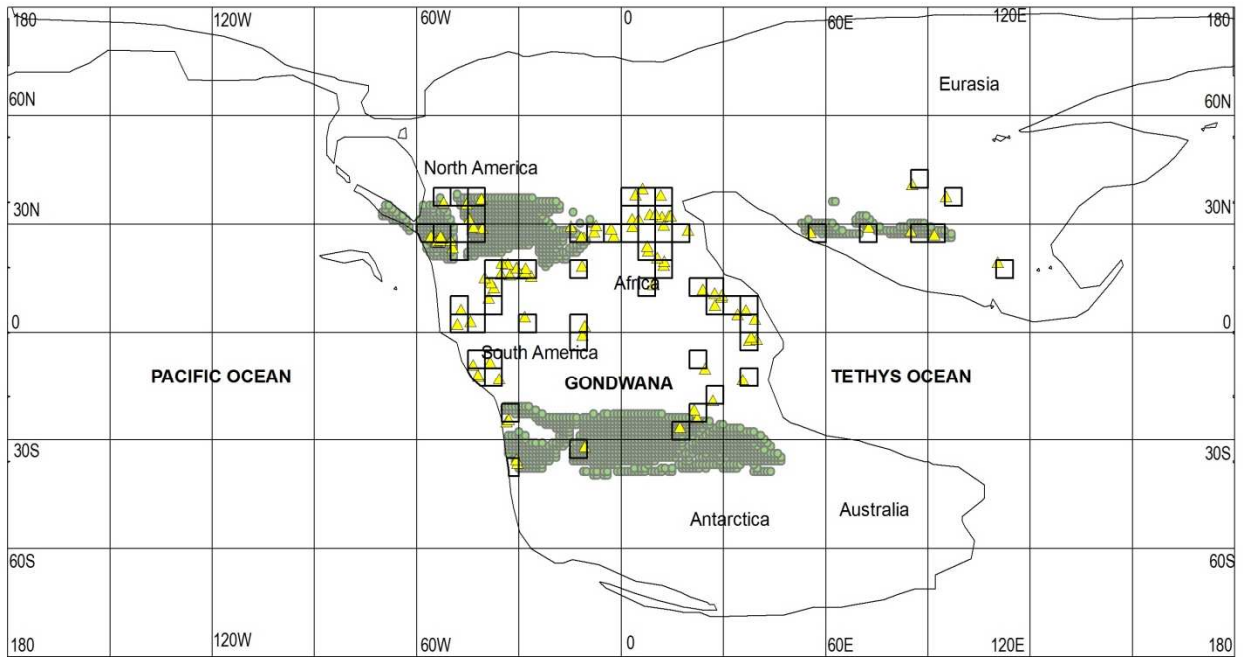 180 120W 60W 0 60E 120E 180
Eurasia
60N 60N
North America
30N 30N
Africa
0 0
South America
PACIFIC OCEAN GONDWANA TETHYS OCEAN
30S 30S
Antarctica Australia
60S 60S
180 120W 60W 0 60E 120E 180